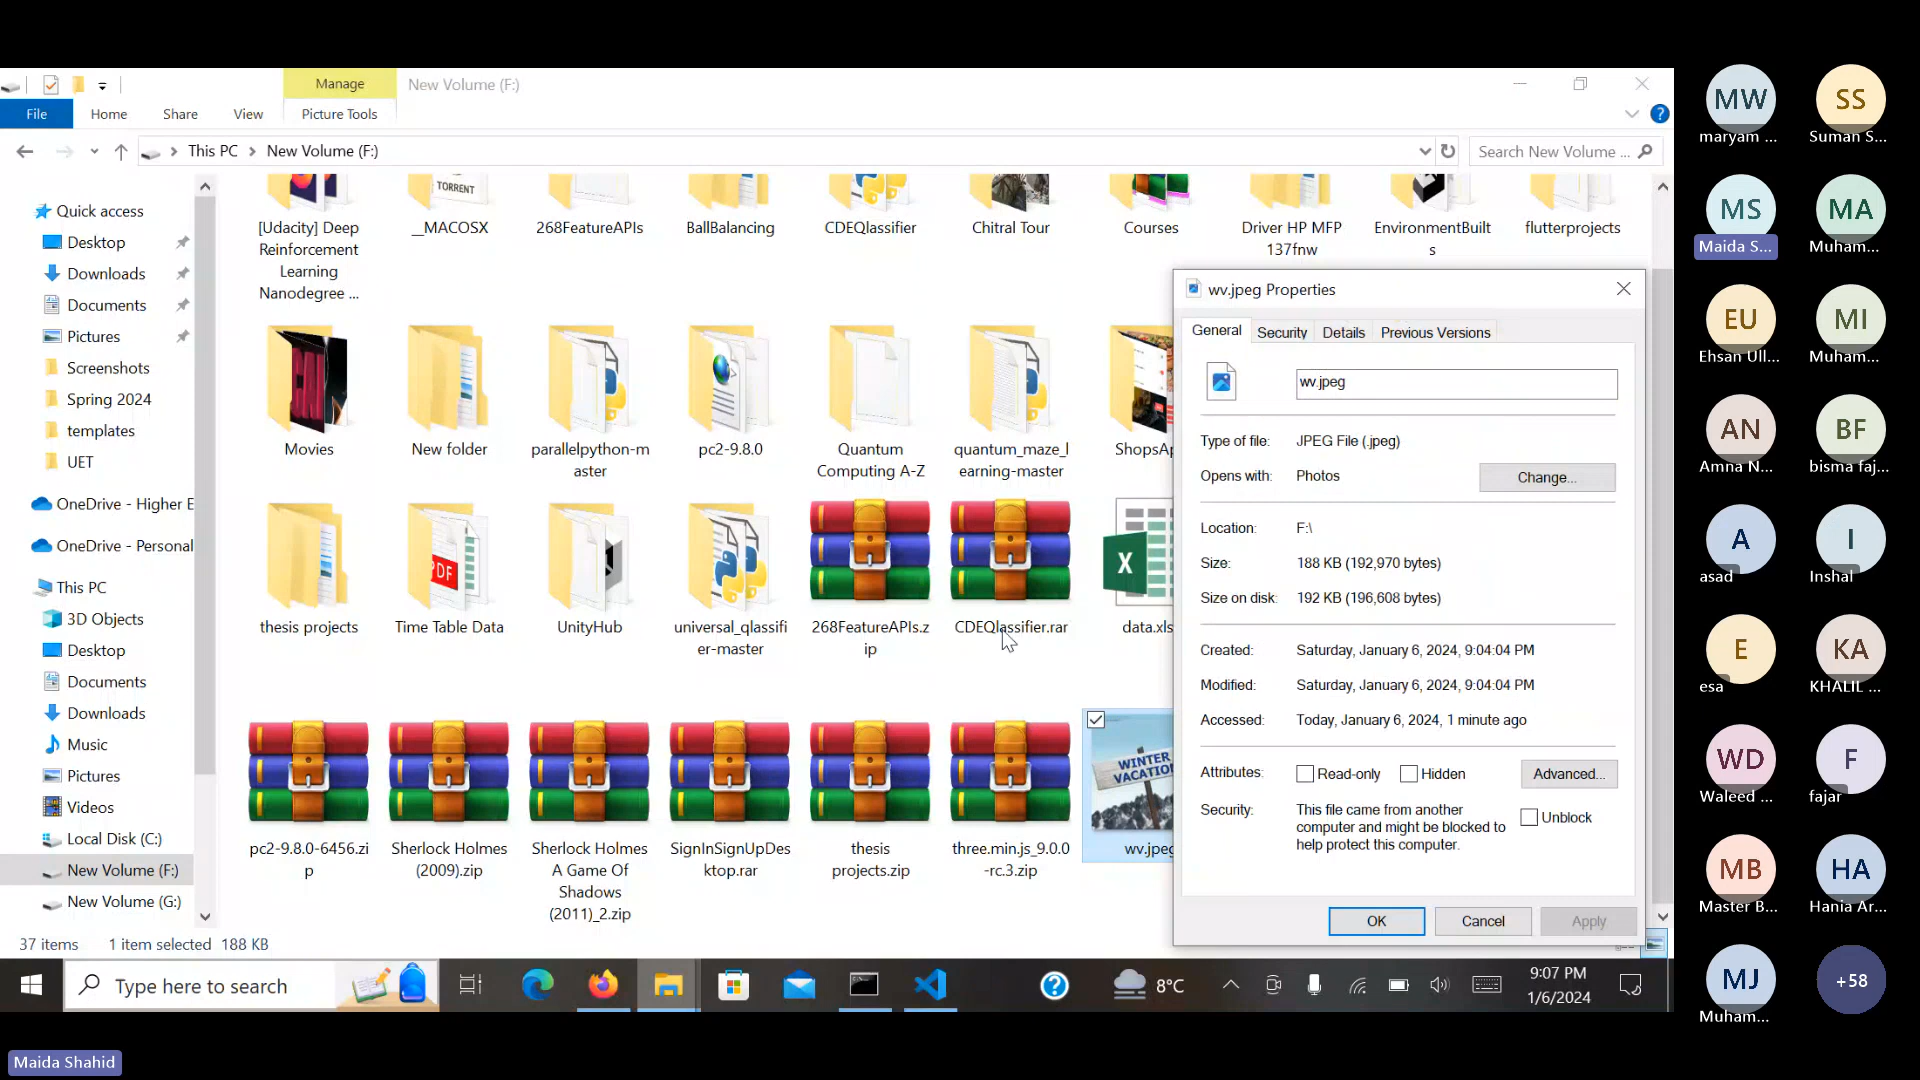 Manage
New Volume (F:)
File
Home
Share
View
Picture Tools
This PC
New Volume (F:)
Search New Volume ...
Quick access
Desktop
Downloads
Documents
Pictures
Screenshots
Spring 2024
templates
UET
OneDrive - Higher E
OneDrive - Personal
This PC
3D Objects
Desktop
Documents
Downloads
Music
Pictures
Videos
Local Disk (C:)
New Volume (F:)
New Volume (G:)
TORRENT
[Udacity] Deep
Reinforcement
Learning
Nanodegree ...
__MACOSX
268FeatureAPIs
BallBalancing
CDEQlassifier
Chitral Tour
Courses
Driver HP MFP
137fnw
EnvironmentBuilt
s
flutterprojects
Movies
New folder
parallelpython-m
aster
pc2-9.8.0
Quantum
Computing A-Z
quantum_maze_l
earning-master
ShopsAp
PDF
X
thesis projects
Time Table Data
UnityHub
universal_qlassifi
er-master
268FeatureAPIs.z
ip
CDEQlassifier.rar
data.xls
WINTER
VACATIO
pc2-9.8.0-6456.zi
p
Sherlock Holmes
(2009).zip
Sherlock Holmes
A Game Of
Shadows
(2011)_2.zip
SignInSignUpDes
ktop.rar
thesis
projects.zip
three.min.js_9.0.0
-rc.3.zip
wv.jpeg
wv.jpeg Properties
General
Security
Details
Previous Versions
wv.jpeg
Type of file:
JPEG File (.jpeg)
Opens with:
Photos
Change...
Location:
F:\
Size:
188 KB (192,970 bytes)
Size on disk:
192 KB (196,608 bytes)
Created:
Saturday, January 6, 2024, 9:04:04 PM
Modified:
Saturday, January 6, 2024, 9:04:04 PM
Accessed:
Today, January 6, 2024, 1 minute ago
Attributes:
Read-only
Hidden
Advanced...
Security:
This file came from another
computer and might be blocked to
help protect this computer.
Unblock
OK
Cancel
Apply
37 items
1 item selected 188 KB
Type here to search
8°C
9:07 PM
1/6/2024
MW
maryam ...
SS
Suman S...
MS
Maida S...
MA
Muham...
EU
Ehsan Ull...
MI
Muham...
AN
Amna N...
BF
bisma faj...
A
asad
I
Inshal
E
esa
KA
KHALIL ...
WD
Waleed ...
F
fajar
MB
Master B...
HA
Hania Ar...
MJ
Muham...
+58
Maida Shahid